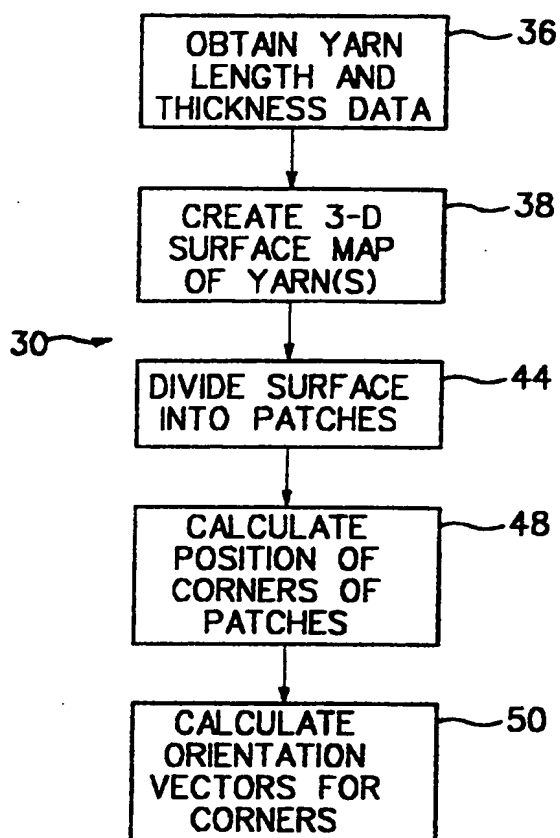 OBTAIN YARN
LENGTH AND
THICKNESS DATA
36
CREATE 3-D
SURFACE MAP
OF YARN(S)
38
30
DIVIDE SURFACE
INTO PATCHES
44
CALCULATE
POSITION OF
CORNERS OF
PATCHES
48
CALCULATE
ORIENTATION
VECTORS FOR
CORNERS
50